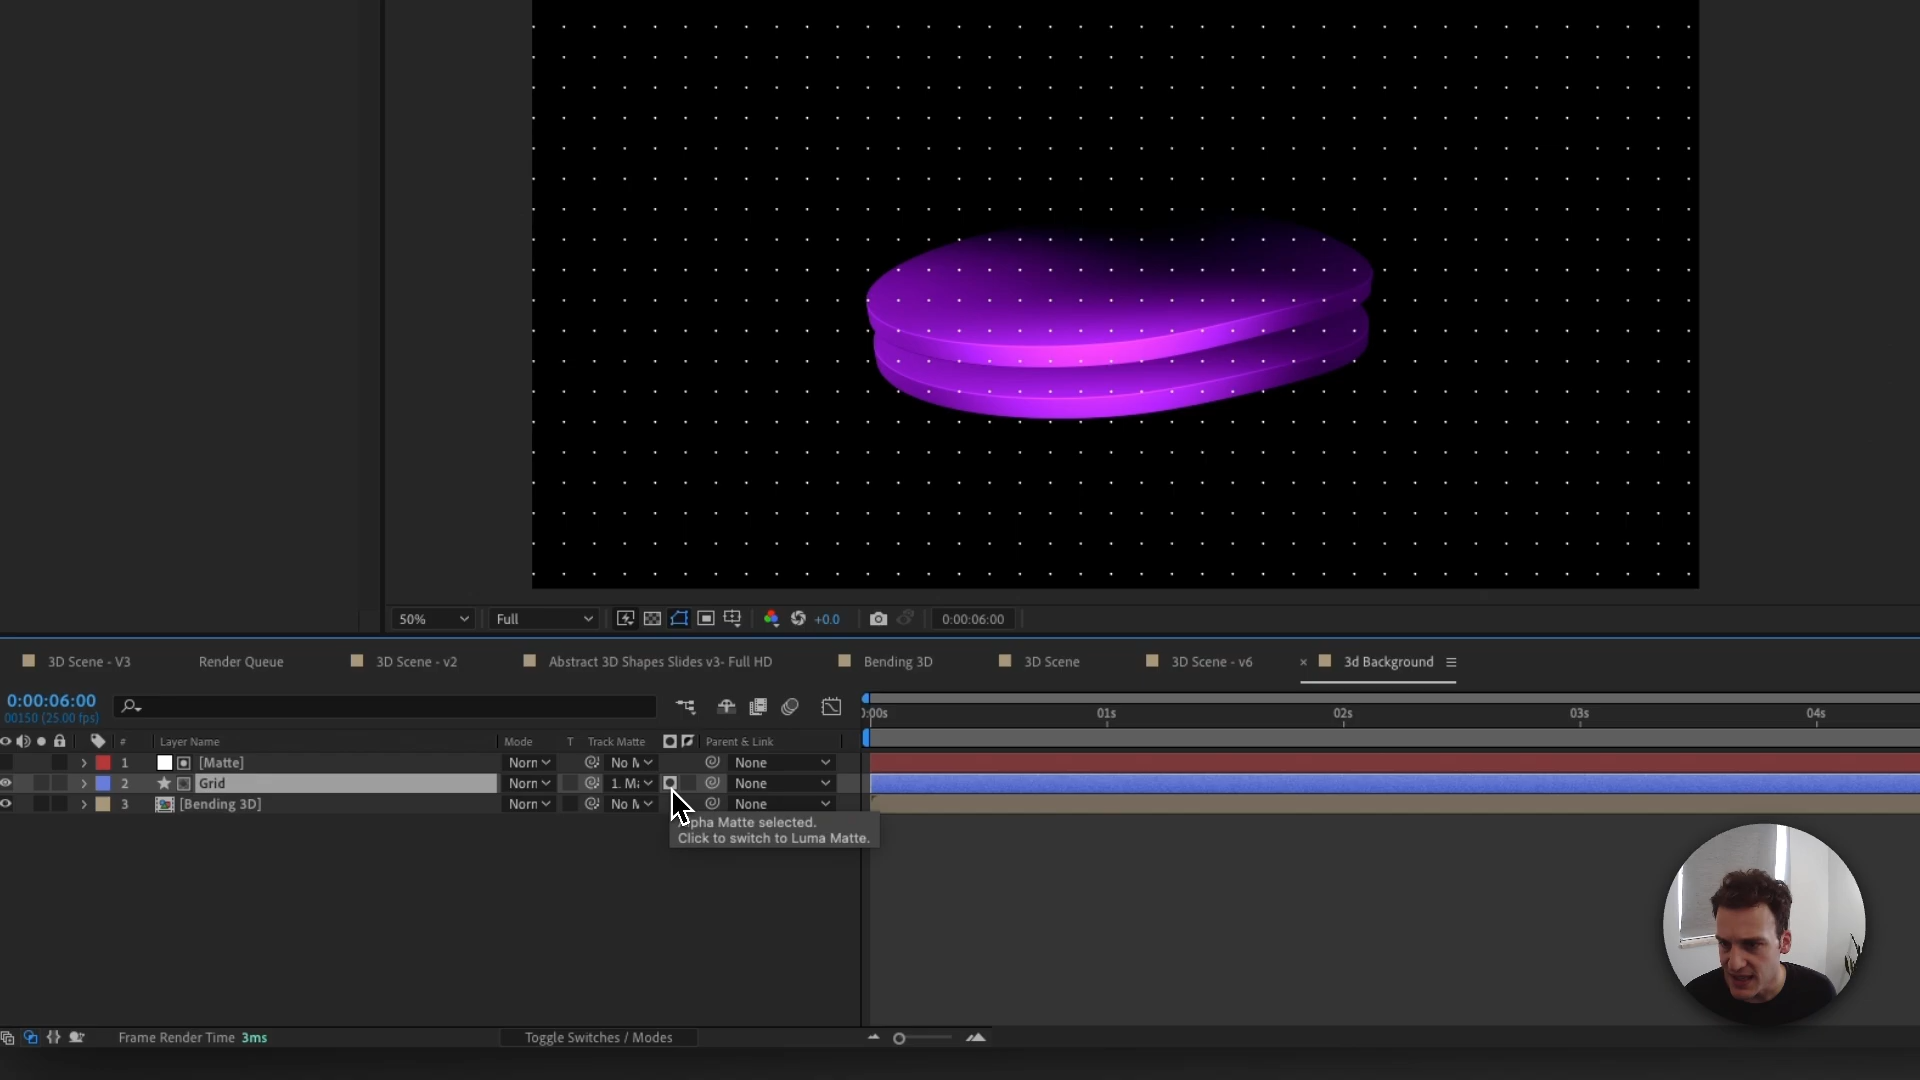 50%
Full
+0.0
0:00:06:00
3D Scene - V3
Render Queue
3D Scene - v2
Abstract 3D Shapes Slides v3- Full HD
Bending 3D
3D Scene
3D Scene - v6
3d Background
0:00:06:00
00150 (25.00 fps)
:00s
01s
02s
03s
04s
#
Layer Name
Mode
T
Track Matte
Parent & Link
1
[Matte]
Norn
No M
None
2
Grid
Norn
1. Ma
None
3
[Bending 3D]
Norn
No M
None
pha Matte selected.
Click to switch to Luma Matte.
Frame Render Time 3ms
Toggle Switches / Modes